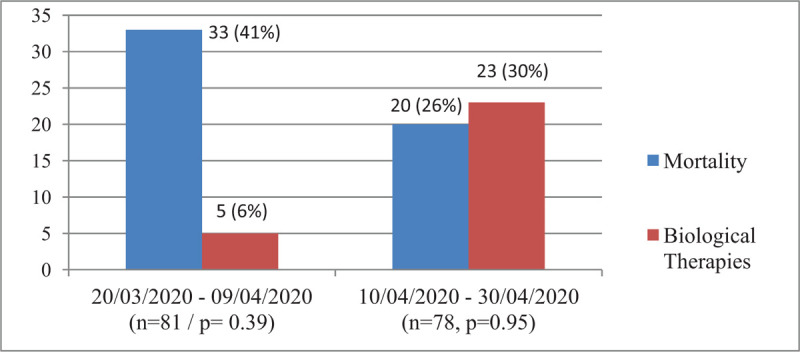 35
30
25
20
15
10
5
0
33 (41%)
5 (6%)
20 (26%)
23 (30%)
20/03/2020 - 09/04/2020
(n=81 / p= 0.39)
10/04/2020 - 30/04/2020
(n=78, p=0.95)
Mortality
Biological
Therapies